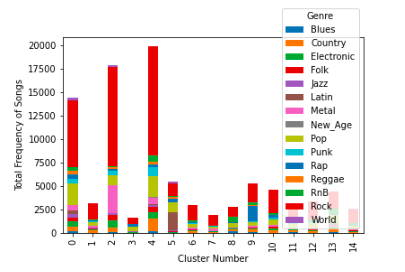 Genre
Blues
Country
Electronic
Folk
Jazz
Latin
Metal
New_Age
Pop
Punk
Rap
Reggae
RnB
Rock
World
20000
17500
15000
12500
10000
7500
5000
2500
0
Total Frequency of Songs
0 1 2 3 4 5 6 7 8 9 10 11 12 13 14
Cluster Number